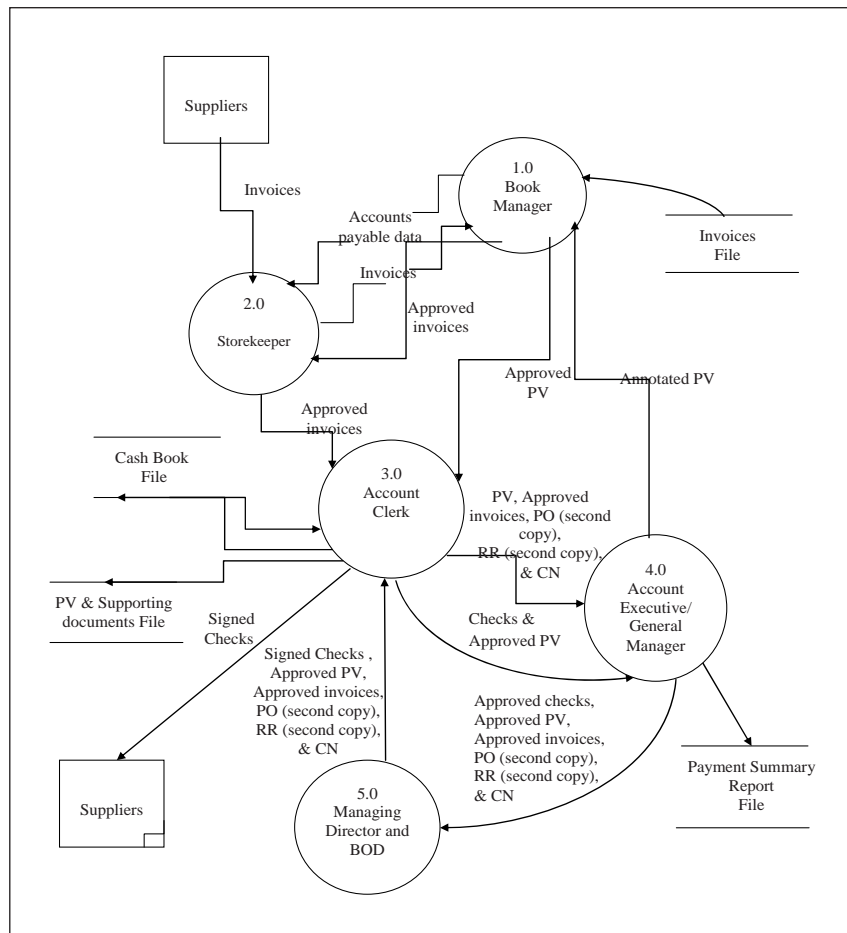 Suppliers
1.0
Book
Manager
Invoices
Accounts
payable data
Invoices
File
Invoices
2.0
Storekeeper
Approved
invoices
Approved
PV
Annotated PV
Approved
invoices
Cash Book
File
3.0
Account
Clerk
PV, Approved
invoices, PO (second
copy),
RR (second copy),
& CN
4.0
Account
Executive/
General
Manager
PV & Supporting
documents File
Signed
Checks
Checks &
Approved PV
Signed Checks ,
Approved PV,
Approved invoices,
PO (second copy),
RR (second copy),
& CN
Approved checks,
Approved PV,
Approved invoices,
PO (second copy),
RR (second copy),
& CN
Suppliers
5.0
Managing
Director and
BOD
Payment Summary
Report
File